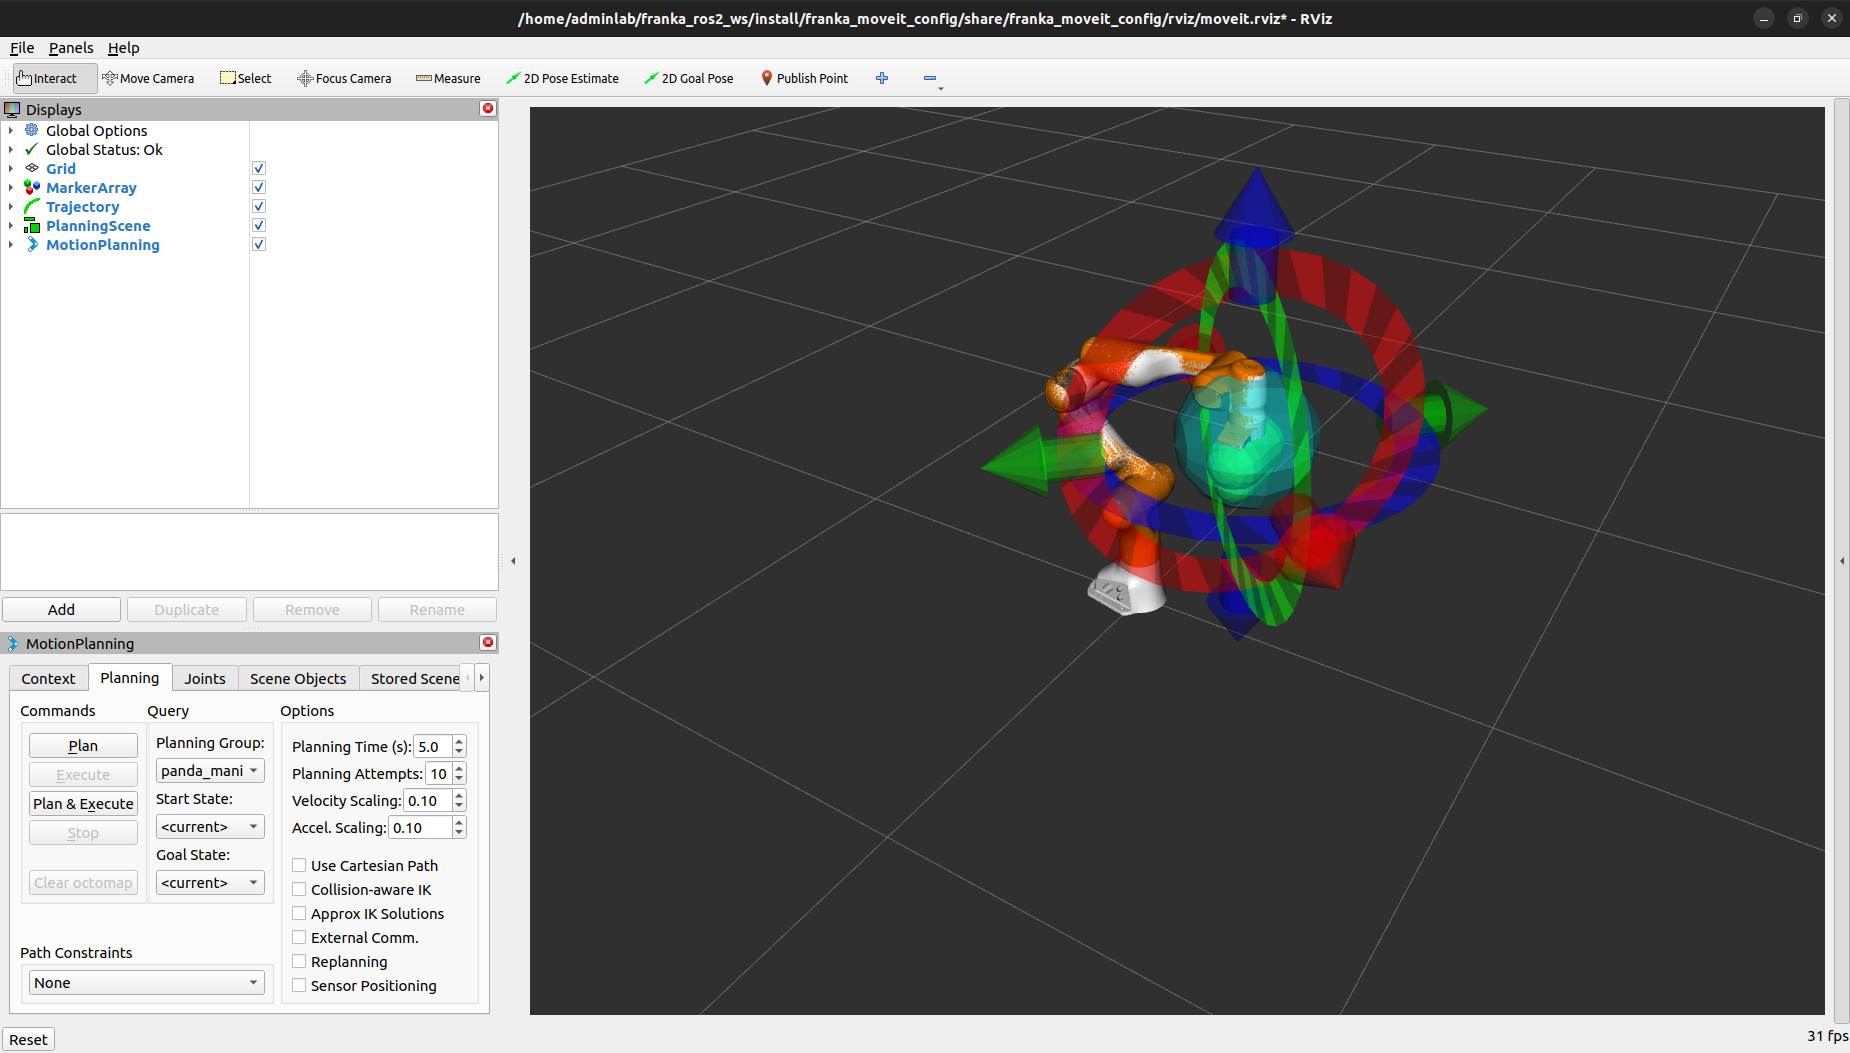 /home/adminlab/franka_ros2_ws/install/franka_moveit_config/share/franka_moveit_config/rviz/moveit.rviz* - RViz
File Panels Help
Interact Move Camera Select Focus Camera Measure 2D Pose Estimate 2D Goal Pose Publish Point
Displays
Global Options
Global Status: Ok
Grid
MarkerArray
Trajectory
PlanningScene
MotionPlanning
Add Duplicate Remove Rename
MotionPlanning
Context Planning Joints Scene Objects Stored Scene
Commands Query Options
Plan
Execute
Plan & Execute
Stop
Clear octomap
Planning Group:
panda_mani
Start State:
<current>
Goal State:
<current>
Planning Time (s): 5.0
Planning Attempts: 10
Velocity Scaling: 0.10
Accel. Scaling: 0.10
Use Cartesian Path
Collision-aware IK
Approx IK Solutions
External Comm.
Replanning
Sensor Positioning
Path Constraints
None
Reset
31 fps